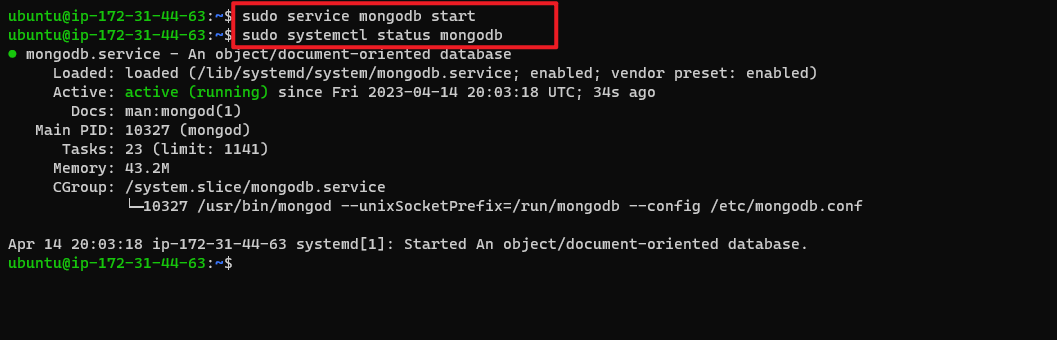 ubuntu@ip-172-31-44-63:~$ sudo service mongodb start
ubuntu@ip-172-31-44-63:~$ sudo systemctl status mongodb
● mongodb.service - An object/document-oriented database
     Loaded: loaded (/lib/systemd/system/mongodb.service; enabled; vendor preset: enabled)
     Active: active (running) since Fri 2023-04-14 20:03:18 UTC; 34s ago
       Docs: man:mongod(1)
   Main PID: 10327 (mongod)
      Tasks: 23 (limit: 1141)
     Memory: 43.2M
     CGroup: /system.slice/mongodb.service
             └─10327 /usr/bin/mongod --unixSocketPrefix=/run/mongodb --config /etc/mongodb.conf

Apr 14 20:03:18 ip-172-31-44-63 systemd[1]: Started An object/document-oriented database.
ubuntu@ip-172-31-44-63:~$